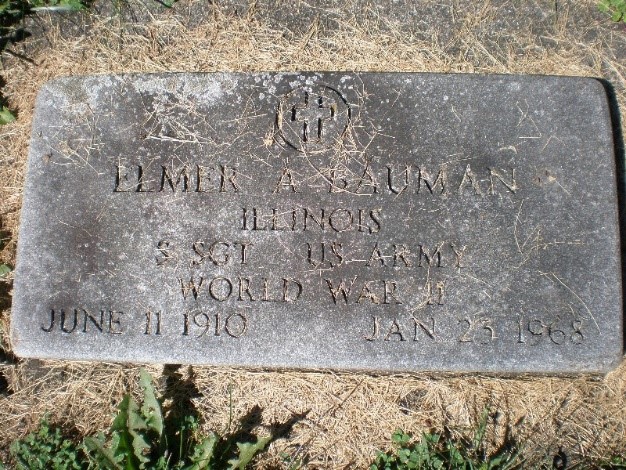 ELMER A BAUMAN
ILLINOIS
S SGT US ARMY
WORLD WAR II
JUNE 11 1910 JAN 23 1968